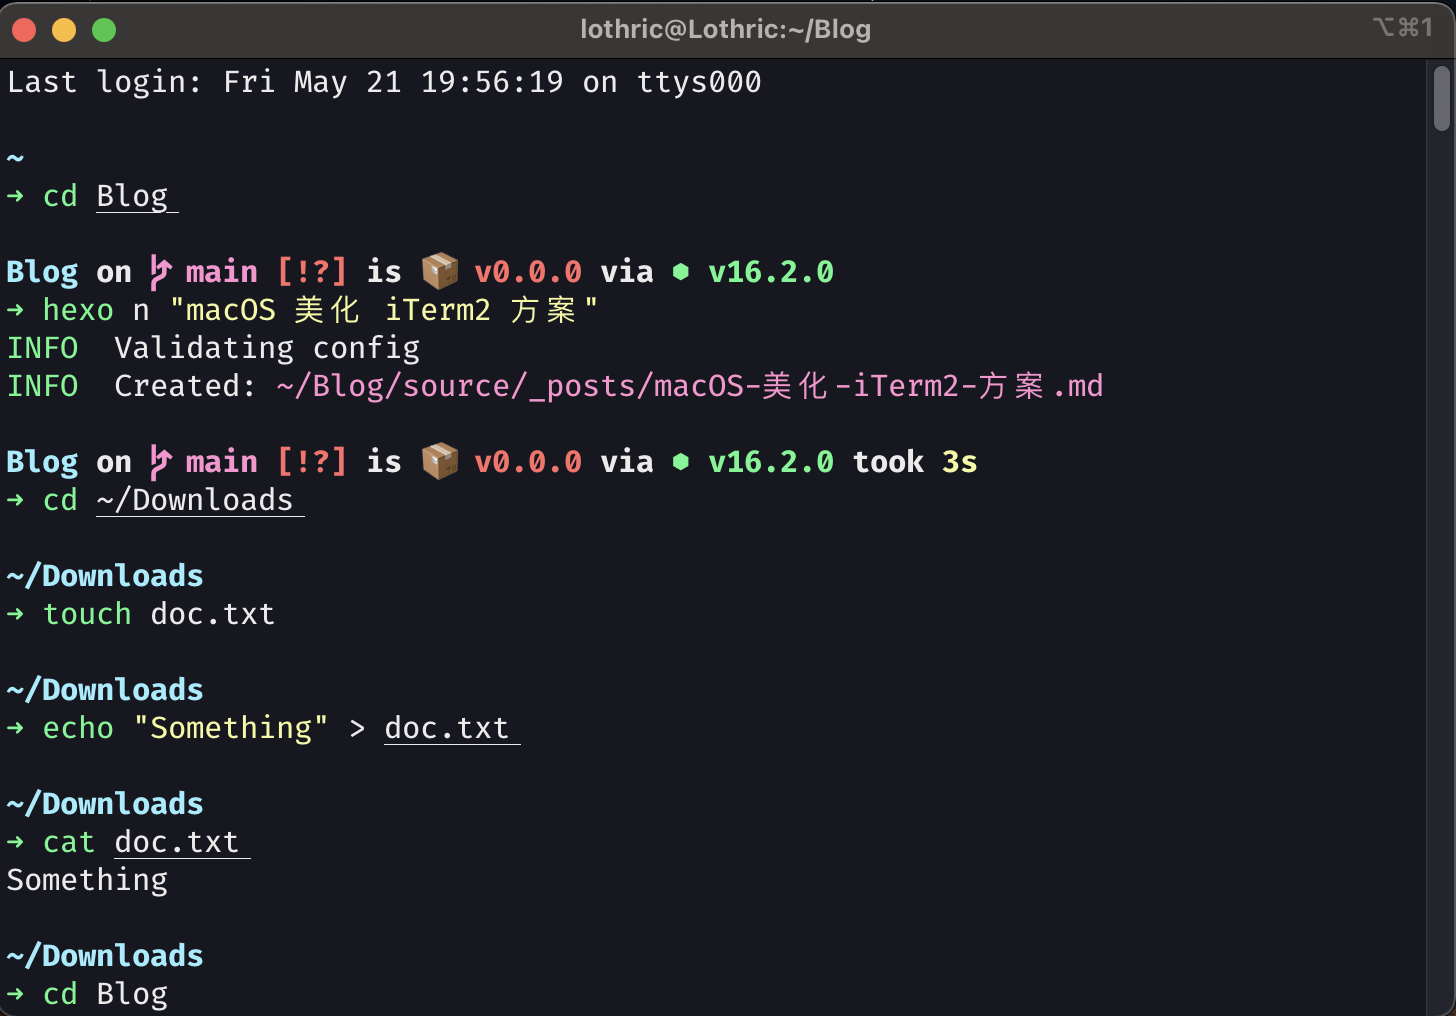 lothric@Lothric:~/Blog
⌥⌘1
Last login: Fri May 21 19:56:19 on ttys000
~
➜ cd Blog
Blog on main [!?] is 📦 v0.0.0 via ⬢ v16.2.0
➜ hexo n "macOS 美化 iTerm2 方案"
INFO  Validating config
INFO  Created: ~/Blog/source/_posts/macOS-美化-iTerm2-方案.md
Blog on main [!?] is 📦 v0.0.0 via ⬢ v16.2.0 took 3s
➜ cd ~/Downloads
~/Downloads
➜ touch doc.txt
~/Downloads
➜ echo "Something" > doc.txt
~/Downloads
➜ cat doc.txt
Something
~/Downloads
➜ cd Blog